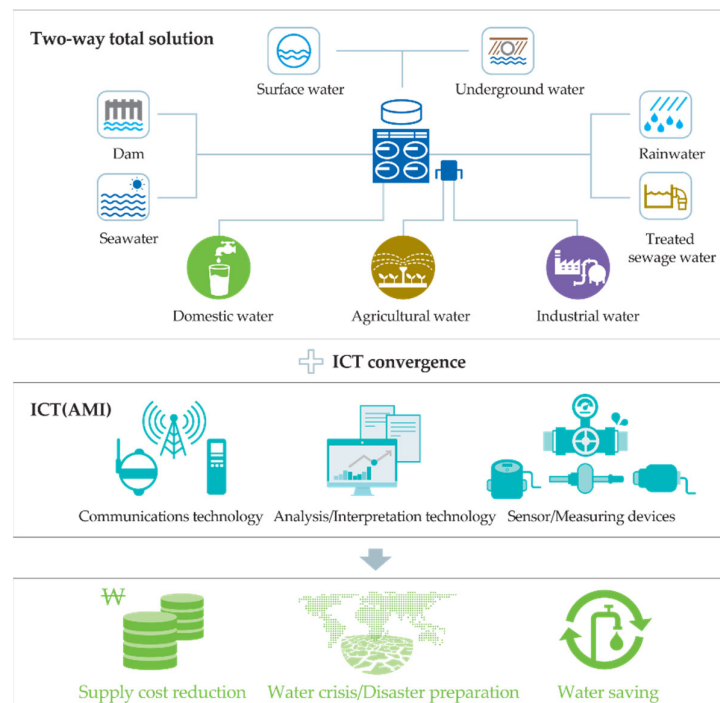 Two-way total solution
Surface water
Underground water
Dam
Rainwater
Seawater
Treated
sewage water
Domestic water
Agricultural water
Industrial water
ICT convergence
ICT(AMI)
Communications technology
Analysis/Interpretation technology
Sensor/Measuring devices
₩
Supply cost reduction
Water crisis/Disaster preparation
Water saving